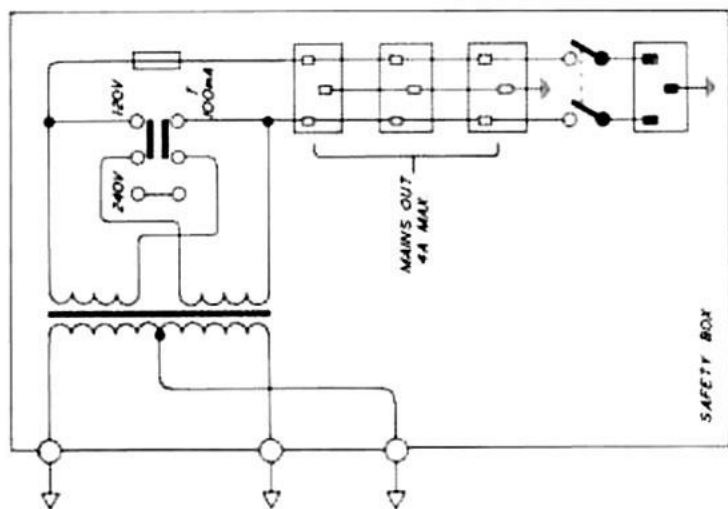 120V
T
100mA
240V
MAINS OUT
4A MAX
SAFETY BOX